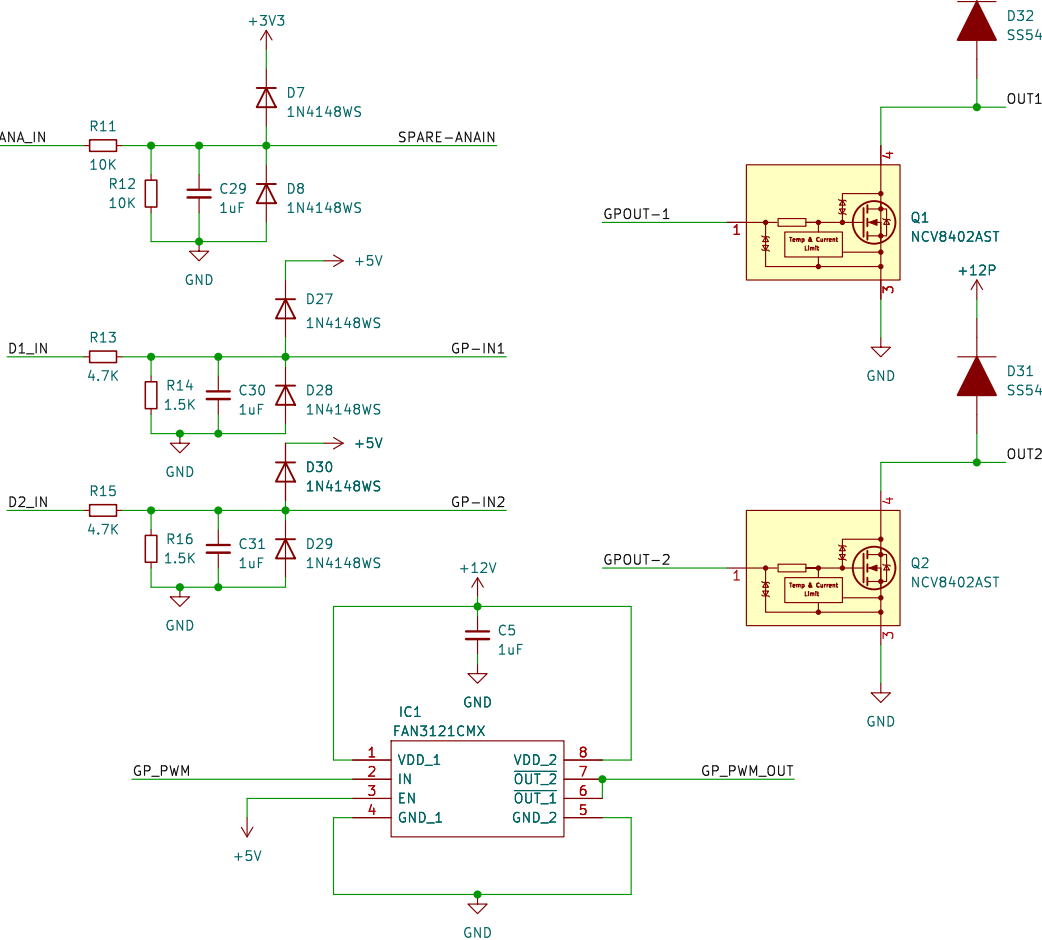 +3V3
D7
1N4148WS
ANA_IN
R11
10K
R12
10K
C29
1uF
D8
1N4148WS
SPARE-ANAIN
GND
+5V
D27
1N4148WS
D1_IN
R13
4.7K
R14
1.5K
C30
1uF
D28
1N4148WS
GP-IN1
GND
+5V
D30
1N4148WS
D2_IN
R15
4.7K
R16
1.5K
C31
1uF
D29
1N4148WS
GP-IN2
GND
+12V
C5
1uF
GND
IC1
FAN3121CMX
1
VDD_1
2
IN
3
EN
4
GND_1
VDD_2
8
OUT_2
7
OUT_1
6
GND_2
5
GP_PWM
+5V
GP_PWM_OUT
GND
D32
SS54
OUT1
4
GPOUT-1
1
Temp & Current
Limit
Q1
NCV8402AST
3
GND
+12P
D31
SS54
OUT2
4
GPOUT-2
1
Temp & Current
Limit
Q2
NCV8402AST
3
GND